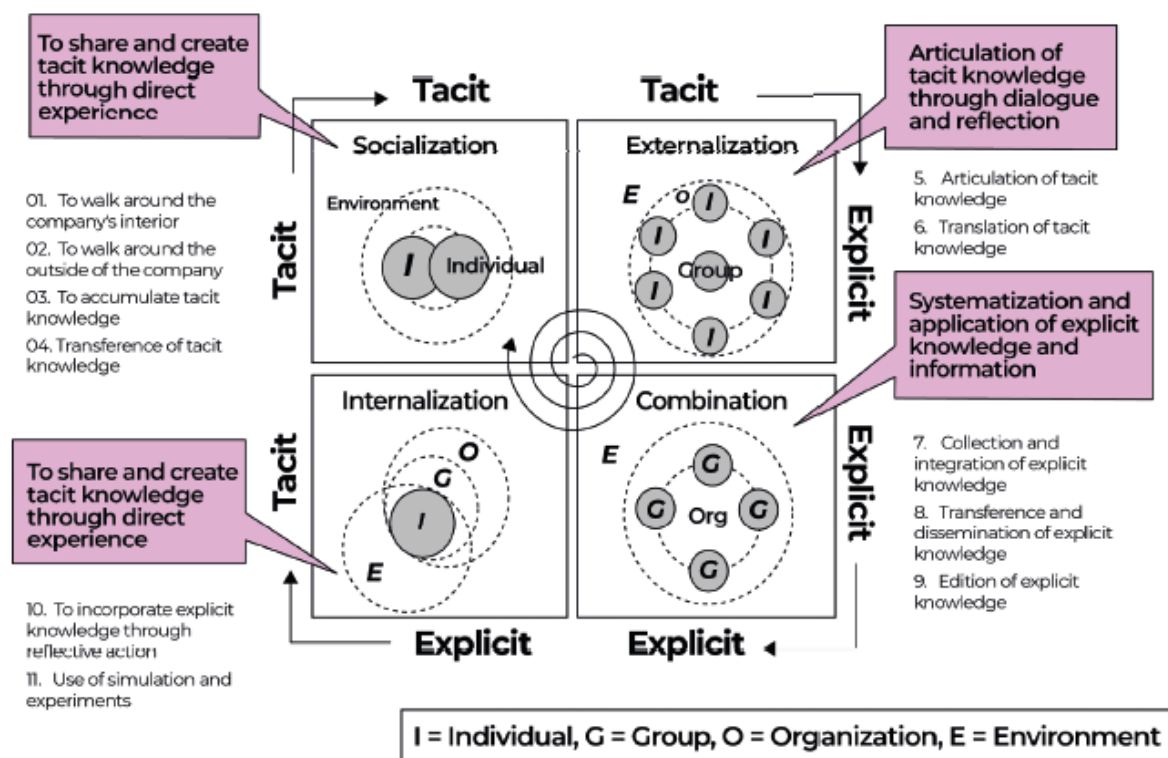 To share and create
tacit knowledge
through direct
experience
Tacit
Tacit
Articulation of
tacit knowledge
through dialogue
and reflection
Socialization
Environment
I
Individual
Externalization
E
O
I
I
I
Group
I
I
I
Tacit
Explicit
01. To walk around the
company's interior
02. To walk around the
outside of the company
03. To accumulate tacit
knowledge
04. Transference of tacit
knowledge
5. Articulation of tacit
knowledge
6. Translation of tacit
knowledge
Systematization and
application of explicit
knowledge and
information
Internalization
O
G
I
E
Combination
E
G
G
Org
G
G
Tacit
Explicit
To share and create
tacit knowledge
through direct
experience
7. Collection and
integration of explicit
knowledge
8. Transference and
dissemination of explicit
knowledge
9. Edition of explicit
knowledge
10. To incorporate explicit
knowledge through
reflective action
11. Use of simulation and
experiments
Explicit
Explicit
I = Individual, G = Group, O = Organization, E = Environment